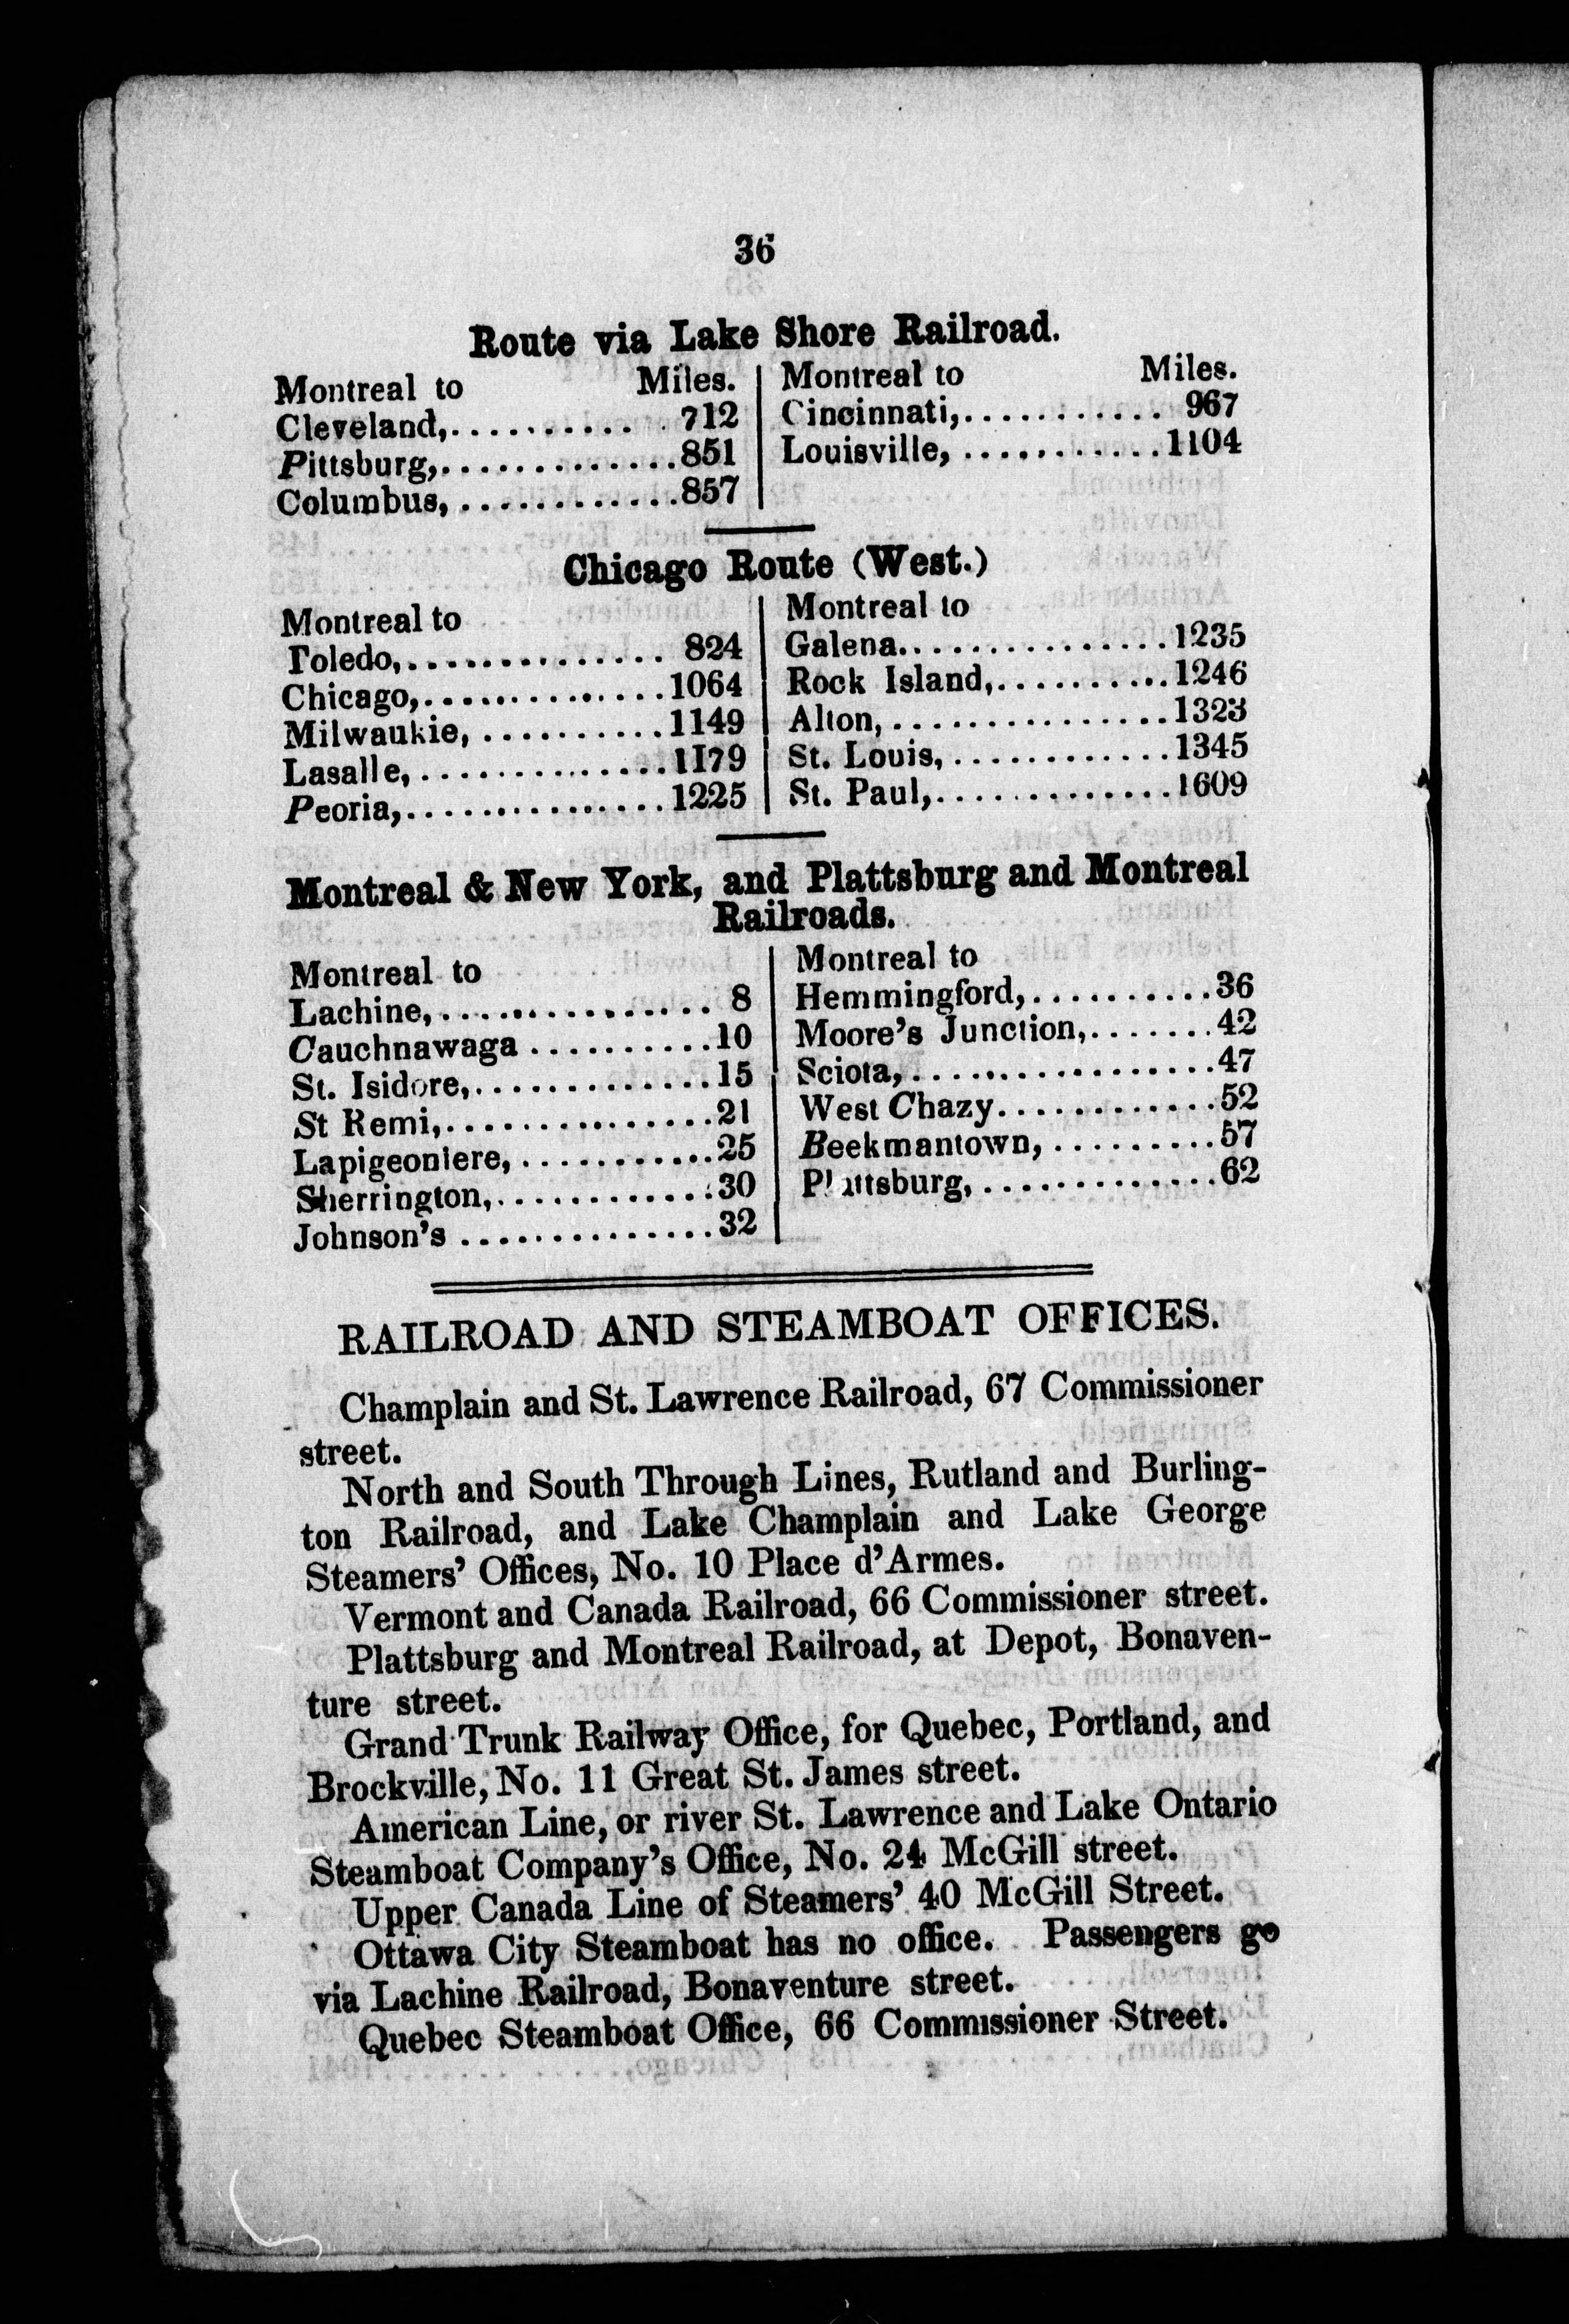 36
Route via Lake Shore Railroad.
Montreal to Miles.
Cleveland,.......... . 712
Pittsburg,.............851
Columbus, ............857
Montreal to Miles.
Cincinnati,........... 967
Louisville, ...........1104
Chicago Route (West.)
Montreal to
Toledo,.............. 824
Chicago,.............1064
Milwaukie, ..........1149
Lasalle, .............1179
Peoria,..............1225
Montreal to
Galena...............1235
Rock Island,..........1246
Alton, ...............1323
St. Louis, ............1345
St. Paul,.............1609
Montreal & New York, and Plattsburg and Montreal
Railroads.
Montreal to
Lachine,............... 8
Cauchnawaga ..........10
St. Isidore,.............15
St Remi,...............21
Lapigeoniere, ...........25
Sherrington,............30
Johnson's ..............32
Montreal to
Hemmingford,..........36
Moore's Junction,.......42
Sciota,.................47
West Chazy............52
Beekmantown, .........57
Plattsburg, .............62
RAILROAD AND STEAMBOAT OFFICES.
Champlain and St. Lawrence Railroad, 67 Commissioner
street.
North and South Through Lines, Rutland and Burling-
ton Railroad, and Lake Champlain and Lake George
Steamers' Offices, No. 10 Place d'Armes.
Vermont and Canada Railroad, 66 Commissioner street.
Plattsburg and Montreal Railroad, at Depot, Bonaven-
ture street.
Grand Trunk Railway Office, for Quebec, Portland, and
Brockville, No. 11 Great St. James street.
American Line, or river St. Lawrence and Lake Ontario
Steamboat Company's Office, No. 24 McGill street.
Upper Canada Line of Steamers' 40 McGill Street.
Ottawa City Steamboat has no office. Passengers go
via Lachine Railroad, Bonaventure street.
Quebec Steamboat Office, 66 Commissioner Street.